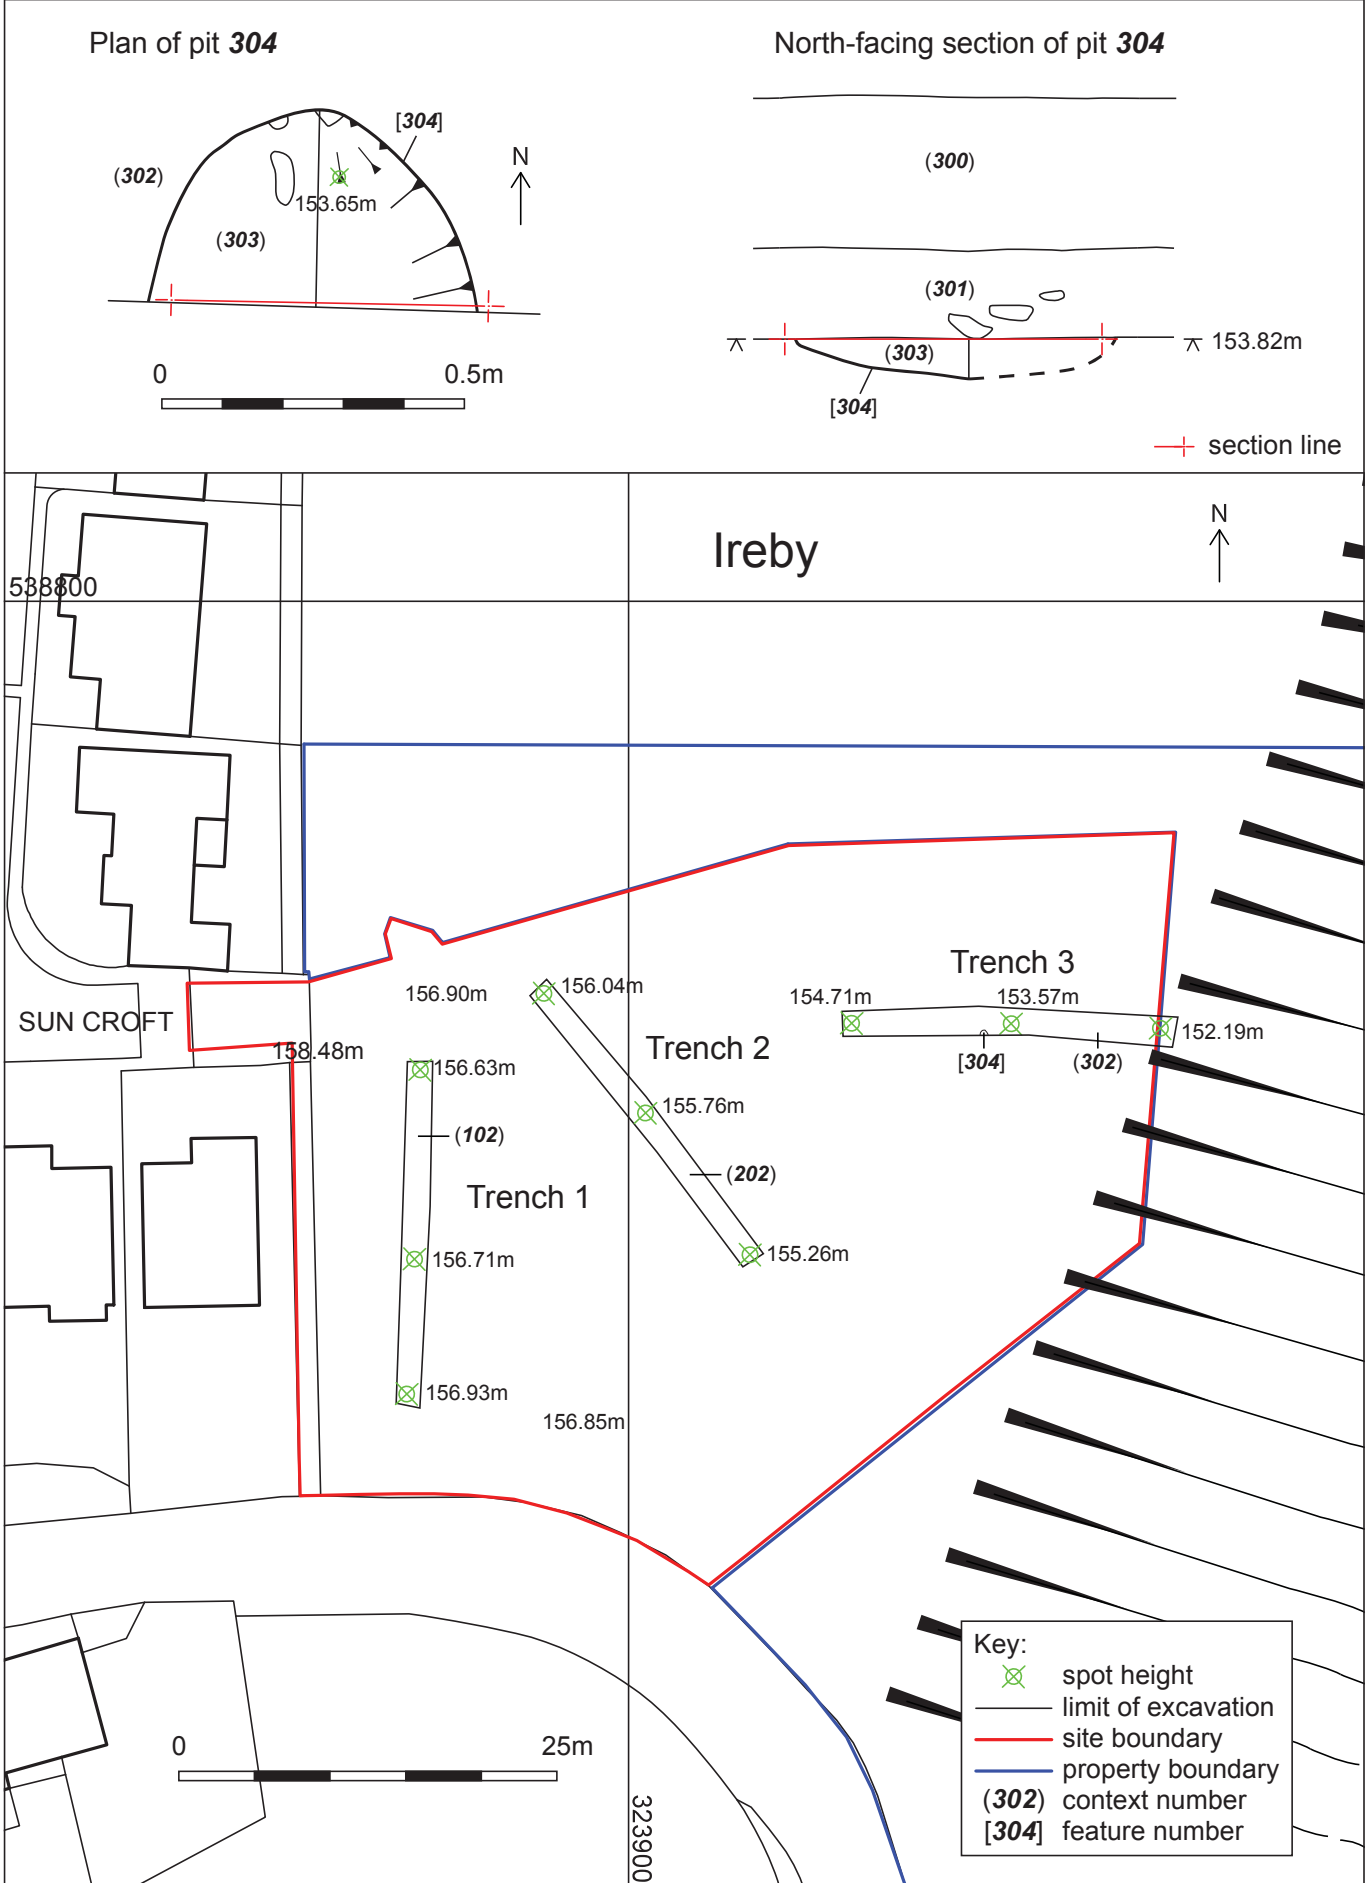 Plan of pit 304
North-facing section of pit 304
[304]
(302)
N
153.65m
(303)
0 0.5m
(300)
(301)
(303)
153.82m
[304]
section line
Ireby
N
538800
Trench 3
156.90m
156.04m
154.71m
153.57m
SUN CROFT
152.19m
158.48m
Trench 2
[304]
(302)
156.63m
155.76m
(102)
(202)
Trench 1
156.71m
155.26m
156.93m
156.85m
0 25m
323900
Key:
spot height
limit of excavation
site boundary
property boundary
(302) context number
[304] feature number